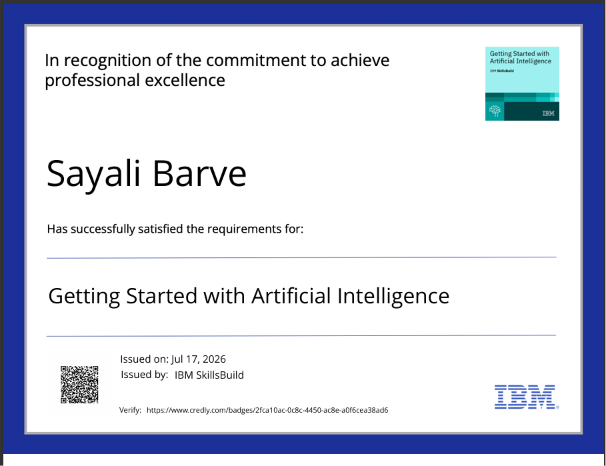 In recognition of the commitment to achieve
professional excellence
Getting Started with
Artificial Intelligence
IBM SkillsBuild
IBM
Sayali Barve
Has successfully satisfied the requirements for:
Getting Started with Artificial Intelligence
Issued on: Jul 17, 2026
Issued by: IBM SkillsBuild
Verify: https://www.credly.com/badges/2fca10ac-0c8c-4450-ac8e-a0f6cea38ad6
IBM